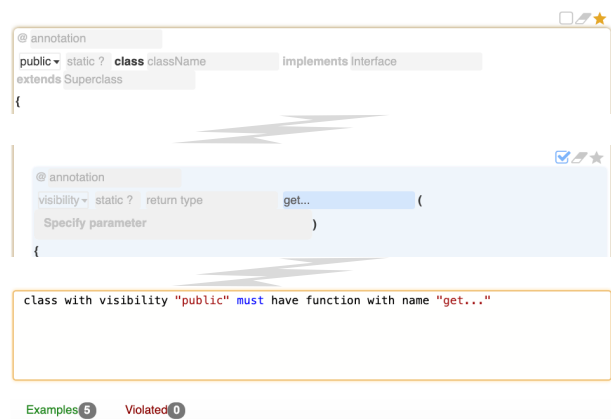 @ annotation
public static ? class className implements Interface
extends Superclass
{
@ annotation
visibility static ? return type get... (
Specify parameter )
{
class with visibility "public" must have function with name "get..."
Examples 5 Violated 0